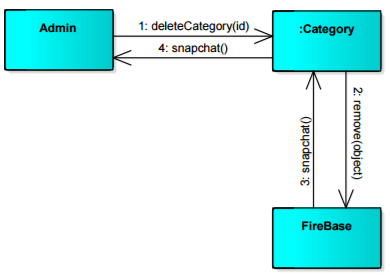 Admin
1: deleteCategory(id)
:Category
4: snapchat()
2: remove(object)
3: snapchat()
FireBase